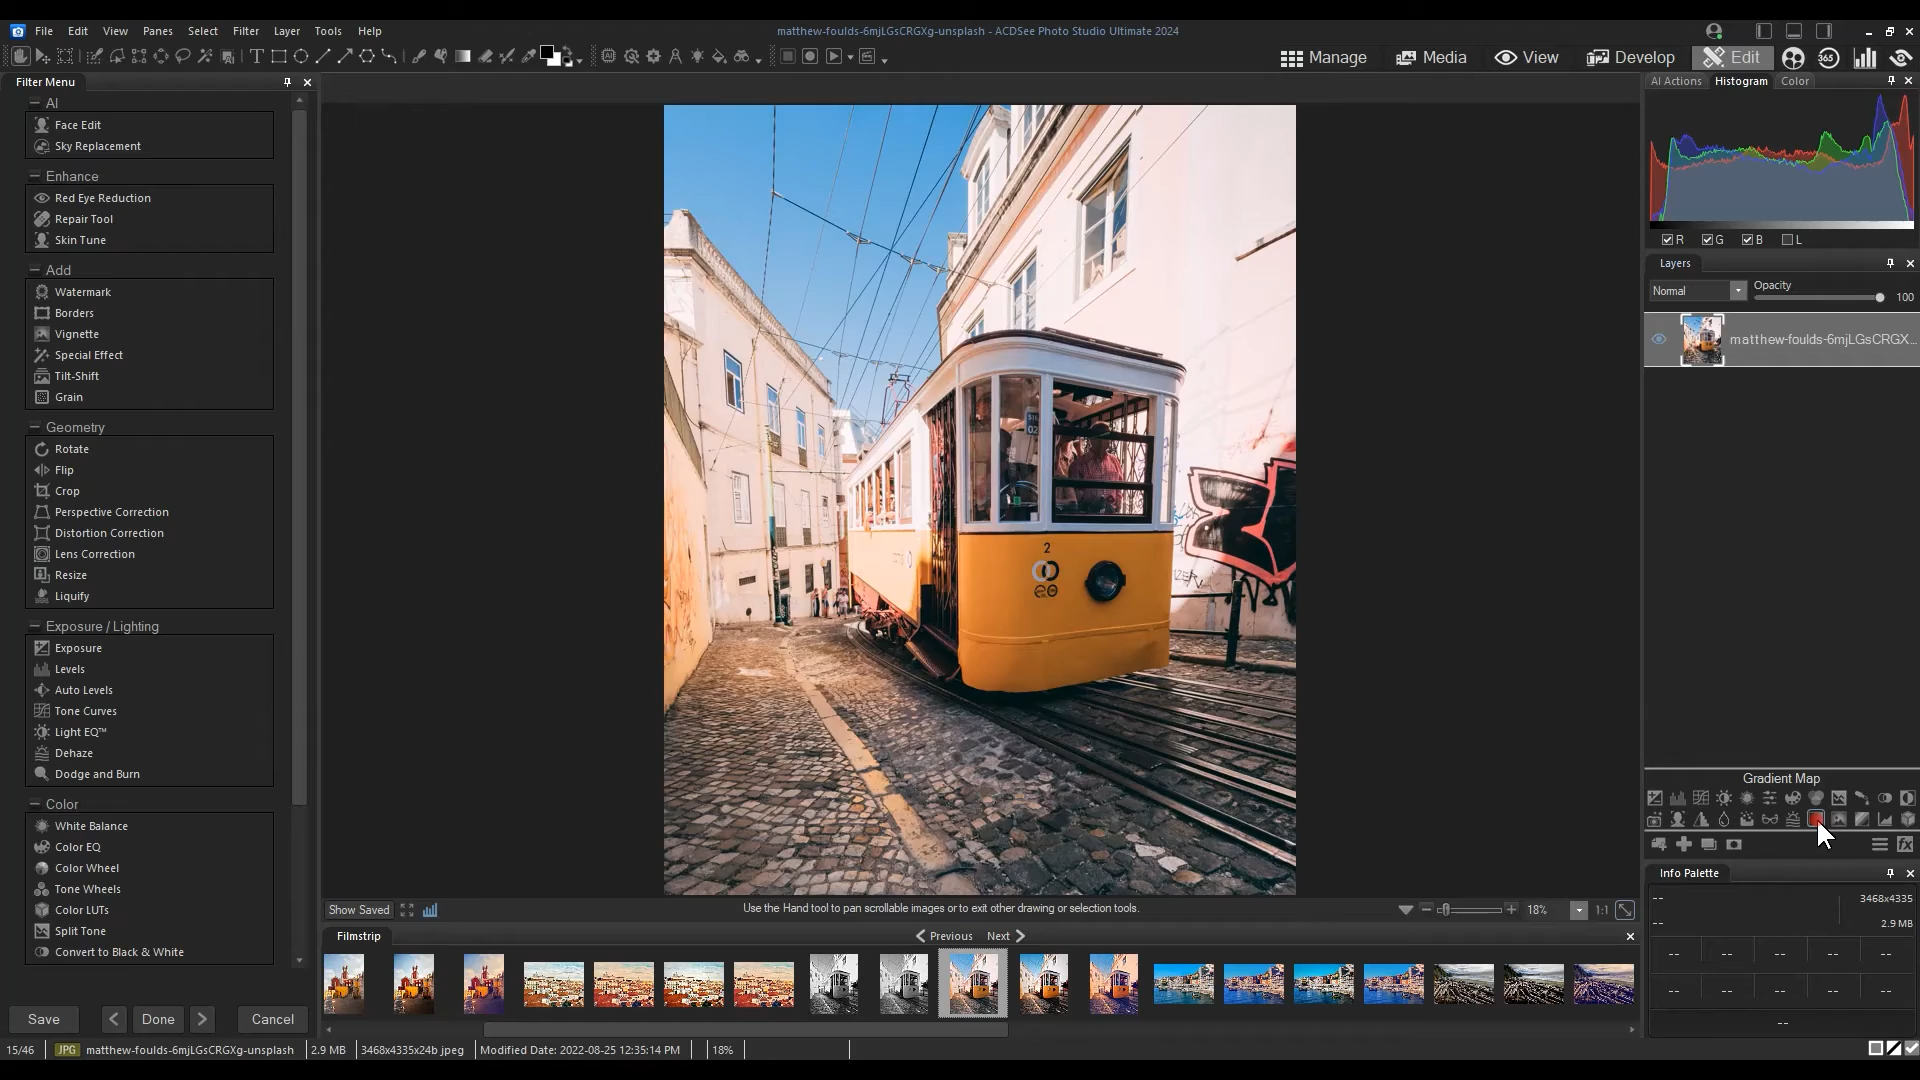 File Edit View Panes Select Filter Layer Tools Help
matthew-foulds-6mjLGsCRGXg-unsplash - ACDSee Photo Studio Ultimate 2024
Manage Media View Develop Edit 365
Filter Menu
AI
Face Edit
Sky Replacement
Enhance
Red Eye Reduction
Repair Tool
Skin Tune
Add
Watermark
Borders
Vignette
Special Effect
Tilt-Shift
Grain
Geometry
Rotate
Flip
Crop
Perspective Correction
Distortion Correction
Lens Correction
Resize
Liquify
Exposure / Lighting
Exposure
Levels
Auto Levels
Tone Curves
Light EQ™
Dehaze
Dodge and Burn
Color
White Balance
Color EQ
Color Wheel
Tone Wheels
Color LUTs
Split Tone
Convert to Black & White
Save Done Cancel
2
02
AI Actions Histogram Color
R G B L
Layers
Normal Opacity 100
matthew-foulds-6mjLGsCRGX...
Gradient Map
Info Palette
-- 3468x4335
-- 2.9 MB
-- -- -- -- --
-- -- -- -- --
--
Show Saved Use the Hand tool to pan scrollable images or to exit other drawing or selection tools. 18% 1:1
Filmstrip Previous Next
15/46 JPG matthew-foulds-6mjLGsCRGXg-unsplash 2.9 MB 3468x4335x24b jpeg Modified Date: 2022-08-25 12:35:14 PM 18%